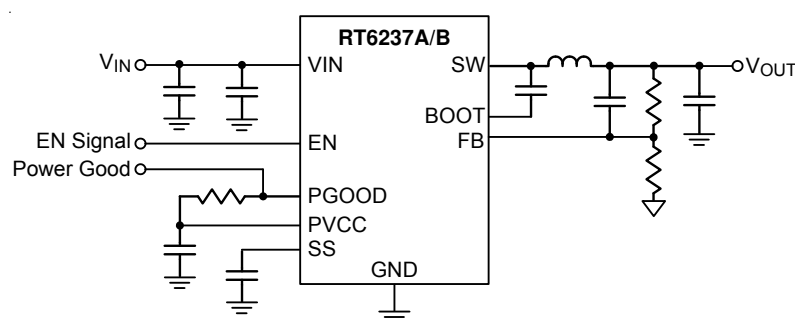 RT6237A/B
VIN
VIN
SW
VOUT
BOOT
EN Signal
EN
FB
Power Good
PGOOD
PVCC
SS
GND